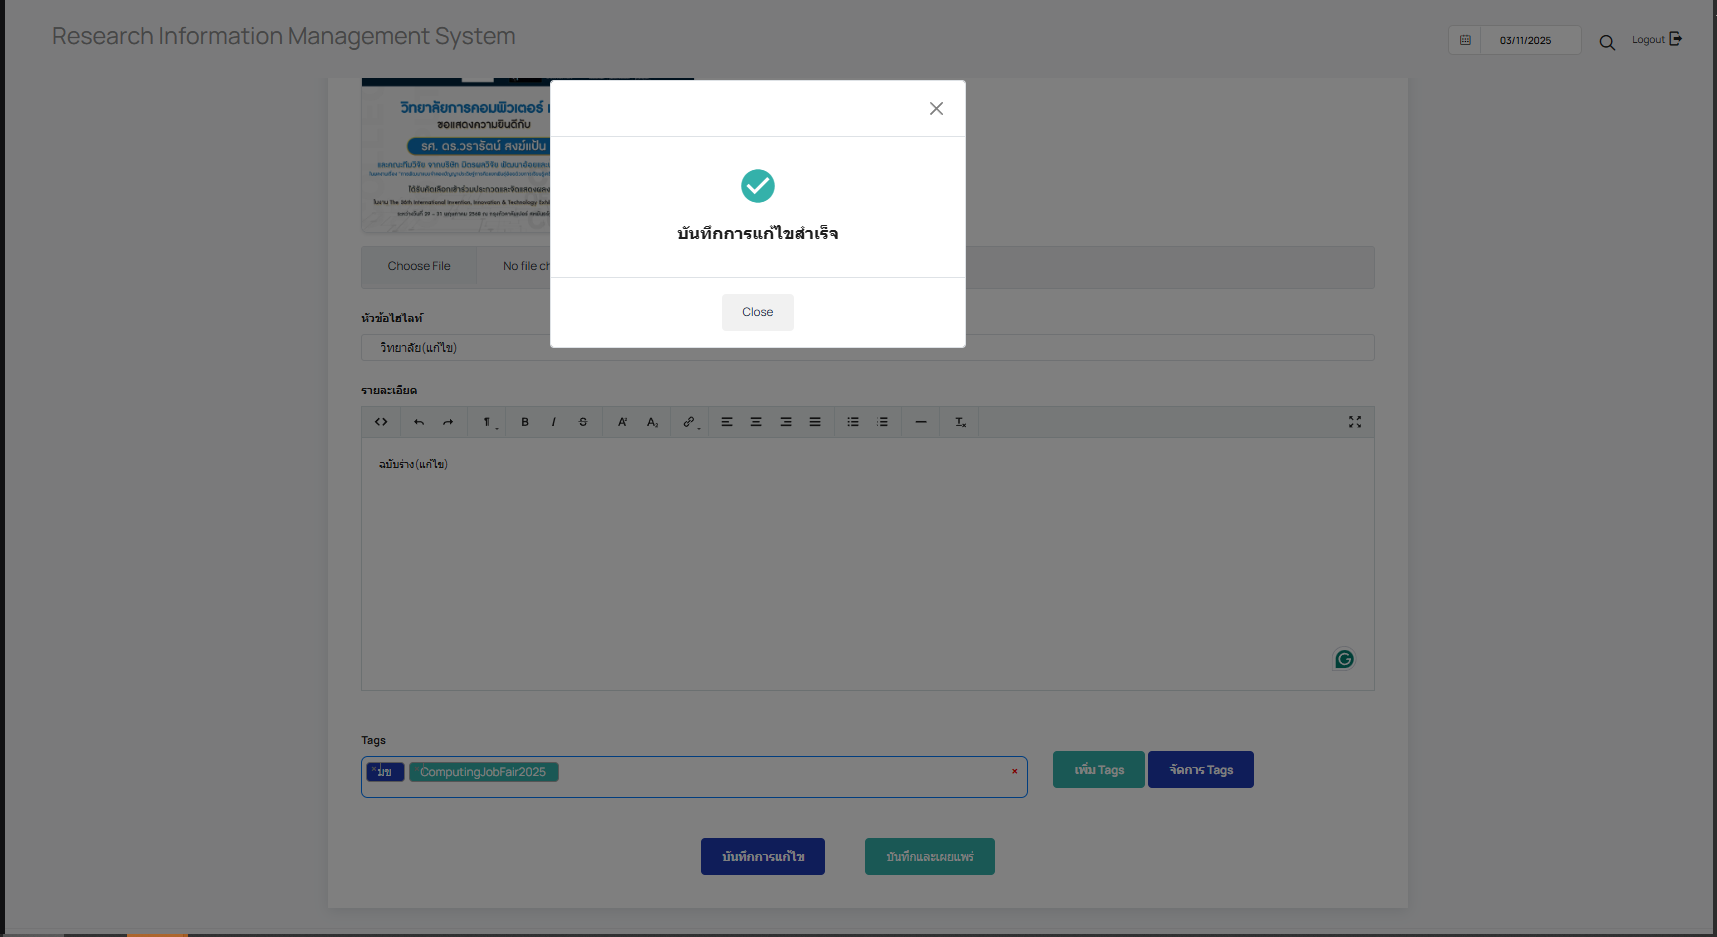 Research Information Management System
03/11/2025
Logout
วิทยาลัยการคอมพิวเตอร์
ขอแสดงความยินดีกับ
รศ. ดร.วรารัตน์ สงฆ์แป้น
บันทึกการแก้ไขสำเร็จ
Close
Choose File
No file ch
หัวข้อไฮไลท์
วิทยาลัย(แก้ไข)
รายละเอียด
ฉบับร่าง(แก้ไข)
Tags
มข
ComputingJobFair2025
เพิ่ม Tags
จัดการ Tags
บันทึกการแก้ไข
บันทึกและเผยแพร่